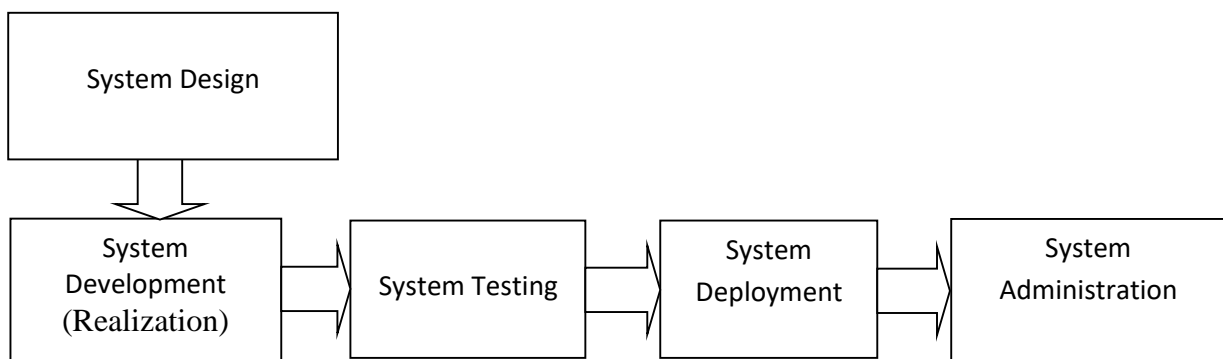 System Design
System
Development
(Realization)
System Testing
System
Deployment
System
Administration